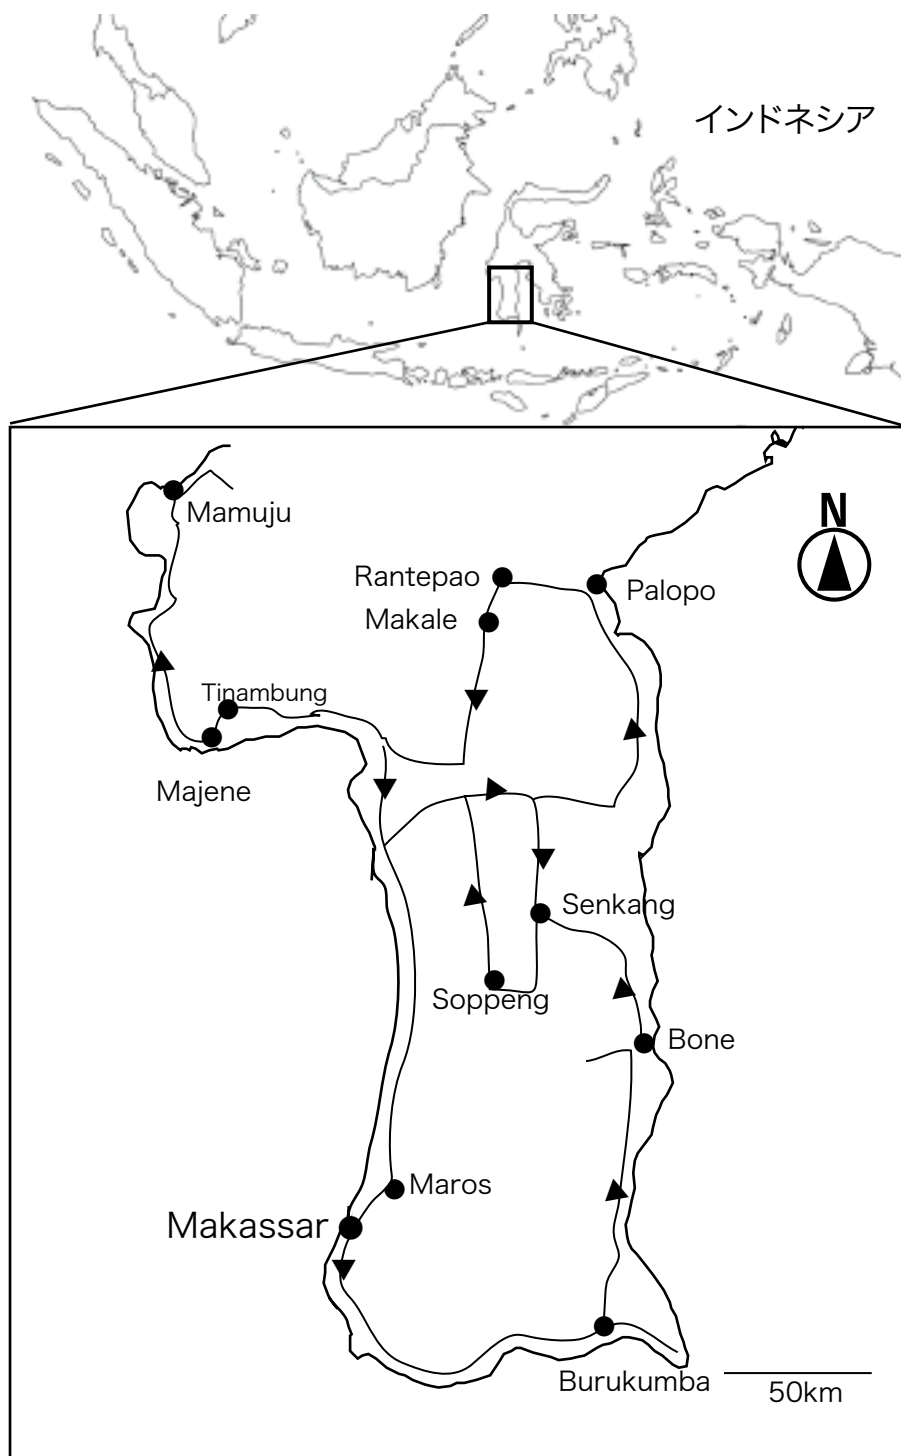 インドネシア
Mamuju
N
Rantepao
Palopo
Makale
Tinambung
Majene
Senkang
Soppeng
Bone
Maros
Makassar
Burukumba
50km